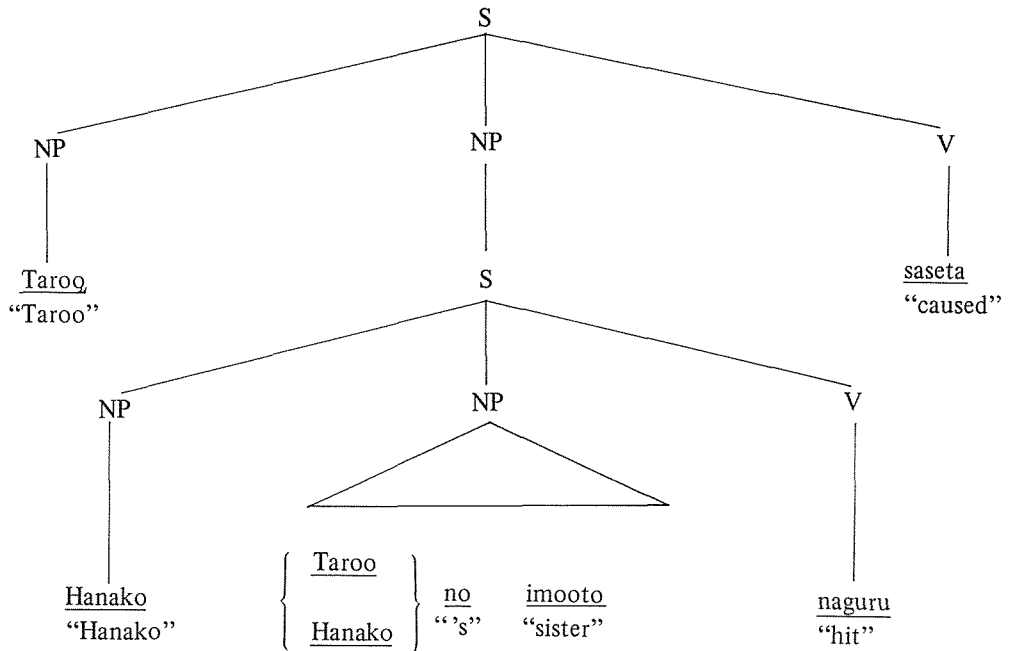 S
NP NP V
Taroo saseta
"Taroo" "caused"
S
NP NP V
Taroo
Hanako no imooto naguru
"Hanako" "'s" "sister" "hit"
Hanako